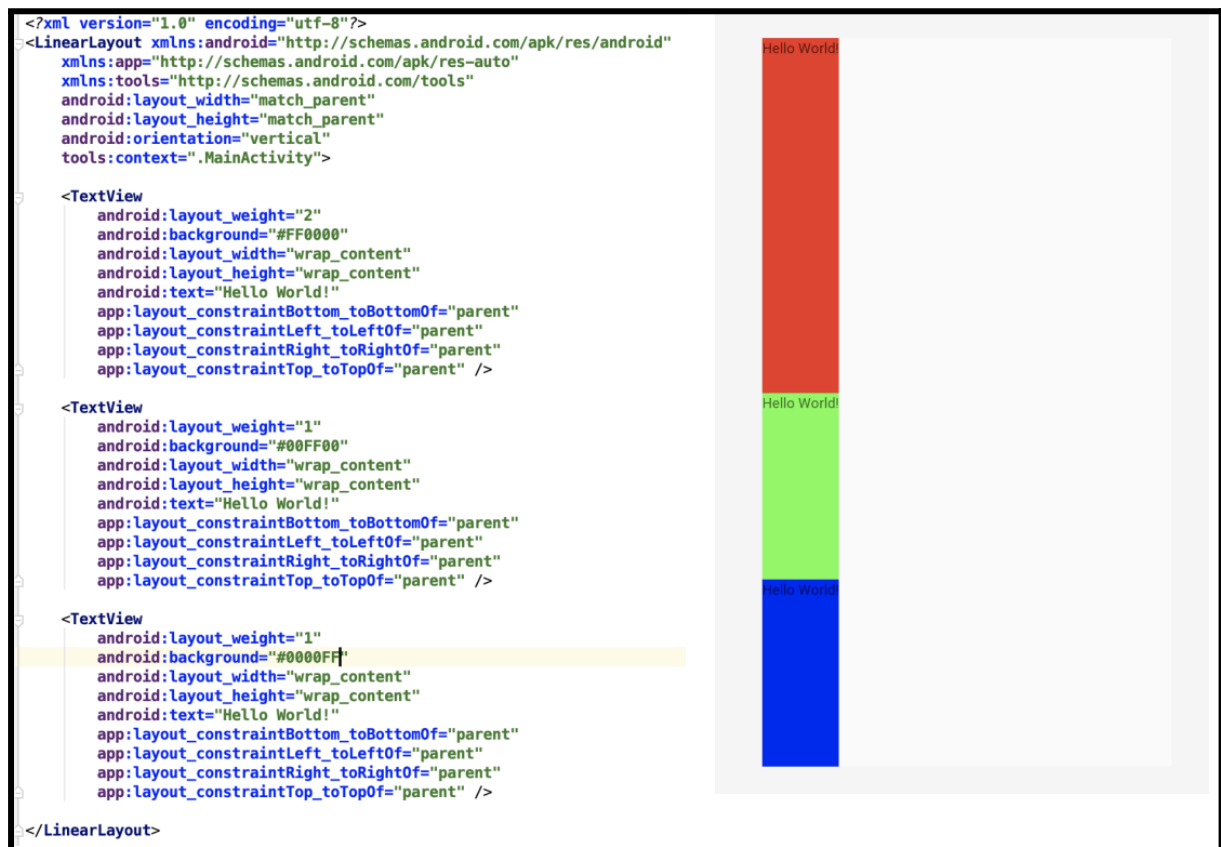 <?xml version="1.0" encoding="utf-8"?>
<LinearLayout xmlns:android="http://schemas.android.com/apk/res/android"
    xmlns:app="http://schemas.android.com/apk/res-auto"
    xmlns:tools="http://schemas.android.com/tools"
    android:layout_width="match_parent"
    android:layout_height="match_parent"
    android:orientation="vertical"
    tools:context=".MainActivity">
    <TextView
        android:layout_weight="2"
        android:background="#FF0000"
        android:layout_width="wrap_content"
        android:layout_height="wrap_content"
        android:text="Hello World!"
        app:layout_constraintBottom_toBottomOf="parent"
        app:layout_constraintLeft_toLeftOf="parent"
        app:layout_constraintRight_toRightOf="parent"
        app:layout_constraintTop_toTopOf="parent" />
    <TextView
        android:layout_weight="1"
        android:background="#00FF00"
        android:layout_width="wrap_content"
        android:layout_height="wrap_content"
        android:text="Hello World!"
        app:layout_constraintBottom_toBottomOf="parent"
        app:layout_constraintLeft_toLeftOf="parent"
        app:layout_constraintRight_toRightOf="parent"
        app:layout_constraintTop_toTopOf="parent" />
    <TextView
        android:layout_weight="1"
        android:background="#0000FF"
        android:layout_width="wrap_content"
        android:layout_height="wrap_content"
        android:text="Hello World!"
        app:layout_constraintBottom_toBottomOf="parent"
        app:layout_constraintLeft_toLeftOf="parent"
        app:layout_constraintRight_toRightOf="parent"
        app:layout_constraintTop_toTopOf="parent" />
</LinearLayout>
Hello World!
Hello World!
Hello World!